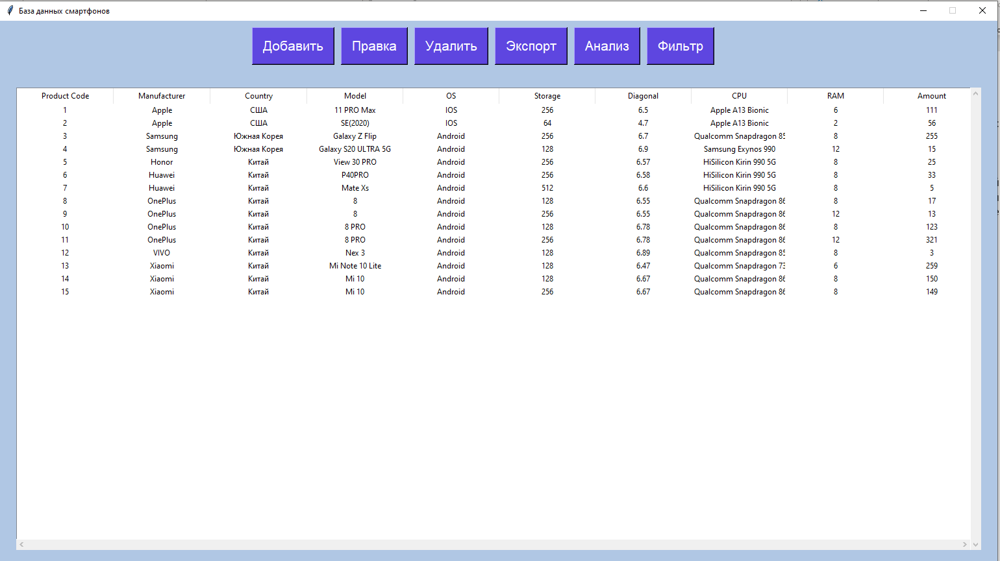 База данных смартфонов
Добавить Правка Удалить Экспорт Анализ Фильтр
Product Code Manufacturer Country Model OS Storage Diagonal CPU RAM Amount
1 Apple США 11 PRO Max IOS 256 6.5 Apple A13 Bionic 6 111
2 Apple США SE(2020) IOS 64 4.7 Apple A13 Bionic 2 56
3 Samsung Южная Корея Galaxy Z Flip Android 256 6.7 Qualcomm Snapdragon 85 8 255
4 Samsung Южная Корея Galaxy S20 ULTRA 5G Android 128 6.9 Samsung Exynos 990 12 15
5 Honor Китай View 30 PRO Android 256 6.57 HiSilicon Kirin 990 5G 8 25
6 Huawei Китай P40PRO Android 256 6.58 HiSilicon Kirin 990 5G 8 33
7 Huawei Китай Mate Xs Android 512 6.6 HiSilicon Kirin 990 5G 8 5
8 OnePlus Китай 8 Android 128 6.55 Qualcomm Snapdragon 86 8 17
9 OnePlus Китай 8 Android 256 6.55 Qualcomm Snapdragon 86 12 13
10 OnePlus Китай 8 PRO Android 128 6.78 Qualcomm Snapdragon 86 8 123
11 OnePlus Китай 8 PRO Android 256 6.78 Qualcomm Snapdragon 86 12 321
12 VIVO Китай Nex 3 Android 128 6.89 Qualcomm Snapdragon 85 8 3
13 Xiaomi Китай Mi Note 10 Lite Android 128 6.47 Qualcomm Snapdragon 73 6 259
14 Xiaomi Китай Mi 10 Android 128 6.67 Qualcomm Snapdragon 86 8 150
15 Xiaomi Китай Mi 10 Android 256 6.67 Qualcomm Snapdragon 86 8 149